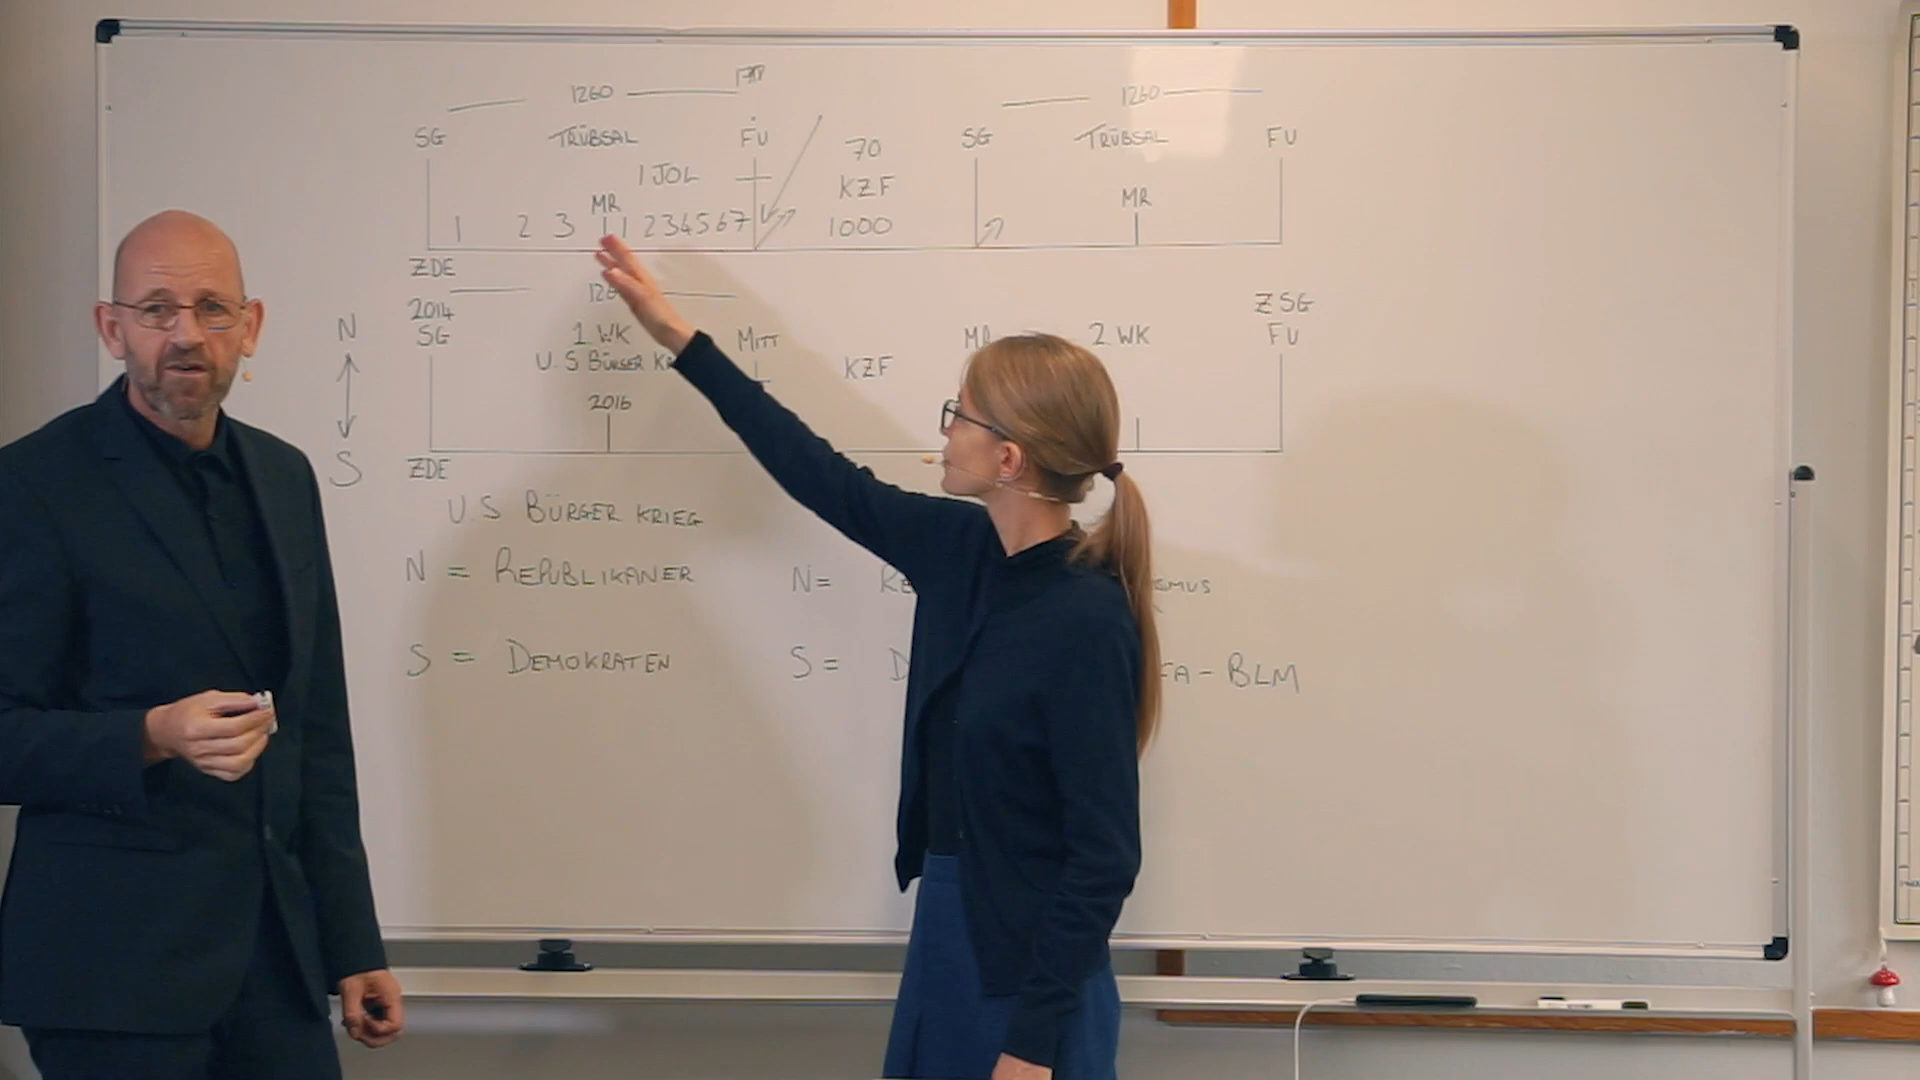 1260 1260
SG TRÜBSAL FU 70 SG TRÜBSAL FU
1 JOL KZF
MR MR
1 2 3 1 2 3 4 5 6 7 1000
ZDE
2014 Z SG
SG 1. WK MITT 2. WK FU
U.S BÜRGER KZF
2016
N
S
ZDE
U.S BÜRGER KRIEG
N = REPUBLIKANER N=
S = DEMOKRATEN S= BLM